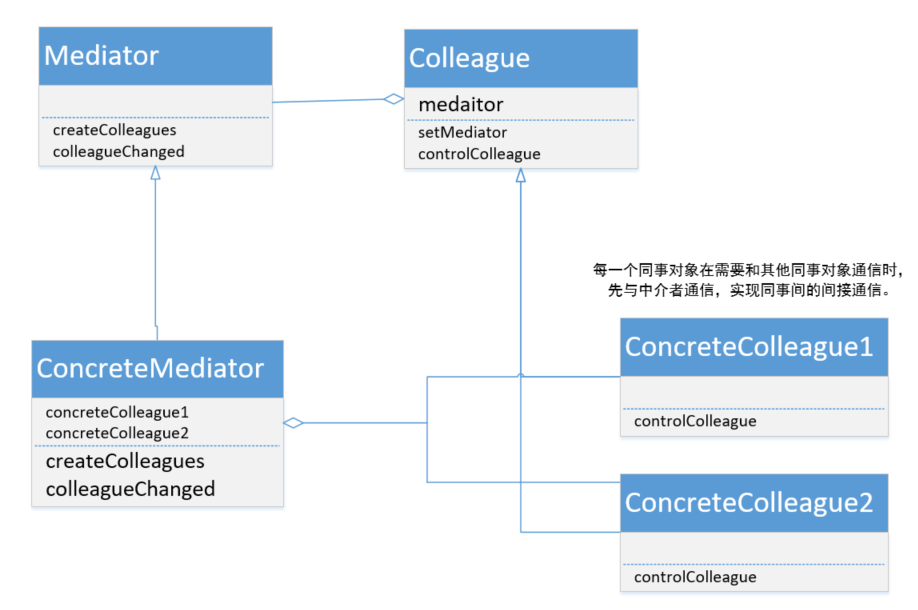 Mediator
createColleagues
colleagueChanged
Colleague
medaitor
setMediator
controlColleague
每一个同事对象在需要和其他同事对象通信时，
先与中介者通信，实现同事间的间接通信。
ConcreteMediator
concreteColleague1
concreteColleague2
createColleagues
colleagueChanged
ConcreteColleague1
controlColleague
ConcreteColleague2
controlColleague